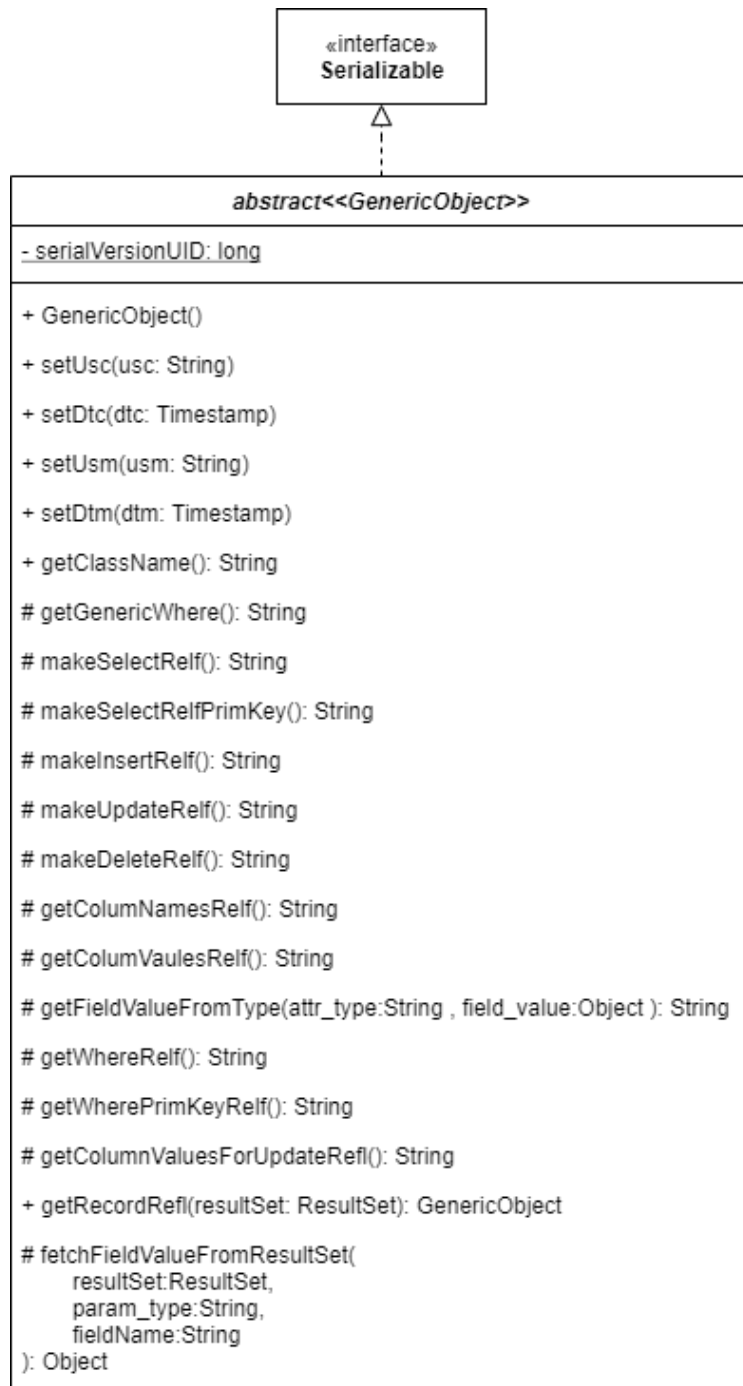 «interface»
Serializable
abstract<<GenericObject>>
- serialVersionUID: long
+ GenericObject()
+ setUsc(usc: String)
+ setDtc(dtc: Timestamp)
+ setUsm(usm: String)
+ setDtm(dtm: Timestamp)
+ getClassName(): String
# getGenericWhere(): String
# makeSelectRelf(): String
# makeSelectRelfPrimKey(): String
# makeInsertRelf(): String
# makeUpdateRelf(): String
# makeDeleteRelf(): String
# getColumNamesRelf(): String
# getColumVaulesRelf(): String
# getFieldValueFromType(attr_type:String , field_value:Object ): String
# getWhereRelf(): String
# getWherePrimKeyRelf(): String
# getColumnValuesForUpdateRefl(): String
+ getRecordRefl(resultSet: ResultSet): GenericObject
# fetchFieldValueFromResultSet(
resultSet:ResultSet,
param_type:String,
fieldName:String
): Object